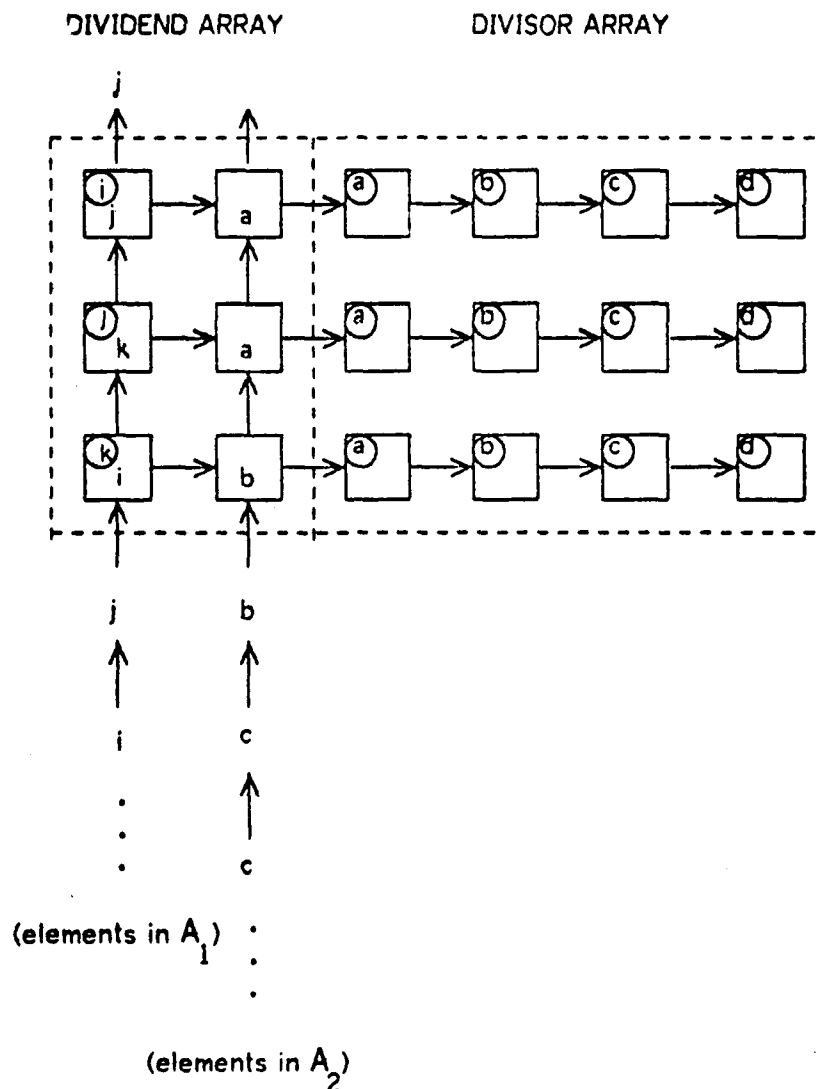 DIVIDEND ARRAY DIVISOR ARRAY
j
i a b c d
j a
j a b c d
k a
k a b c d
i b
j b
i c
c
(elements in A1)
(elements in A2)